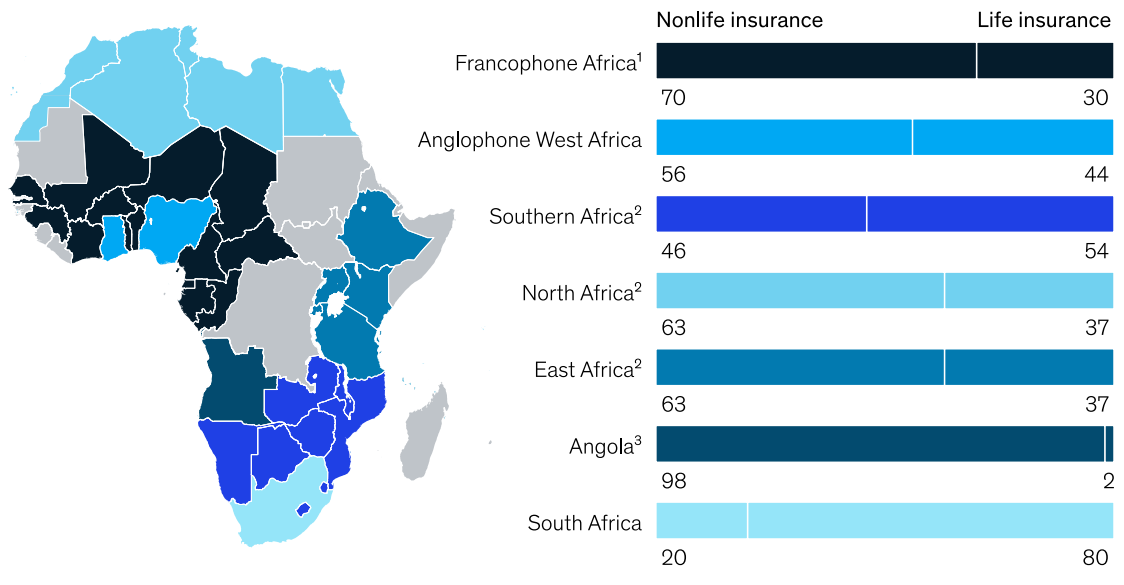 Nonlife insurance Life insurance
Francophone Africa¹
70 30
Anglophone West Africa
56 44
Southern Africa²
46 54
North Africa²
63 37
East Africa²
63 37
Angola³
98 2
South Africa
20 80